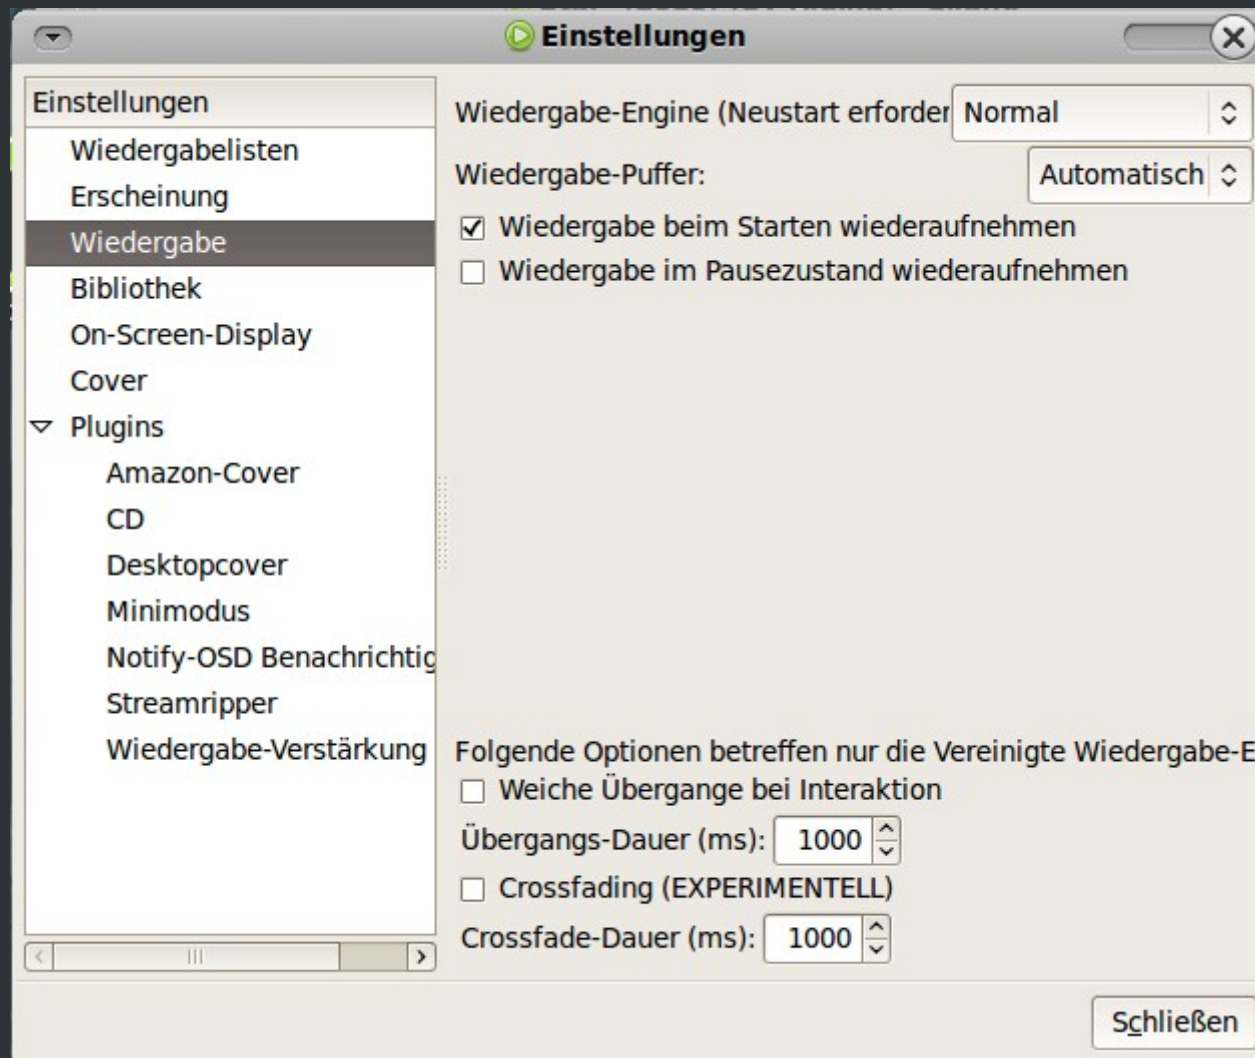 Einstellungen
Einstellungen
Wiedergabelisten
Erscheinung
Wiedergabe
Bibliothek
On-Screen-Display
Cover
Plugins
Amazon-Cover
CD
Desktopcover
Minimodus
Notify-OSD Benachrichtig
Streamripper
Wiedergabe-Verstärkung
Wiedergabe-Engine (Neustart erforder Normal
Wiedergabe-Puffer: Automatisch
Wiedergabe beim Starten wiederaufnehmen
Wiedergabe im Pausezustand wiederaufnehmen
Folgende Optionen betreffen nur die Vereinigte Wiedergabe-E
Weiche Übergange bei Interaktion
Übergangs-Dauer (ms): 1000
Crossfading (EXPERIMENTELL)
Crossfade-Dauer (ms): 1000
Schließen